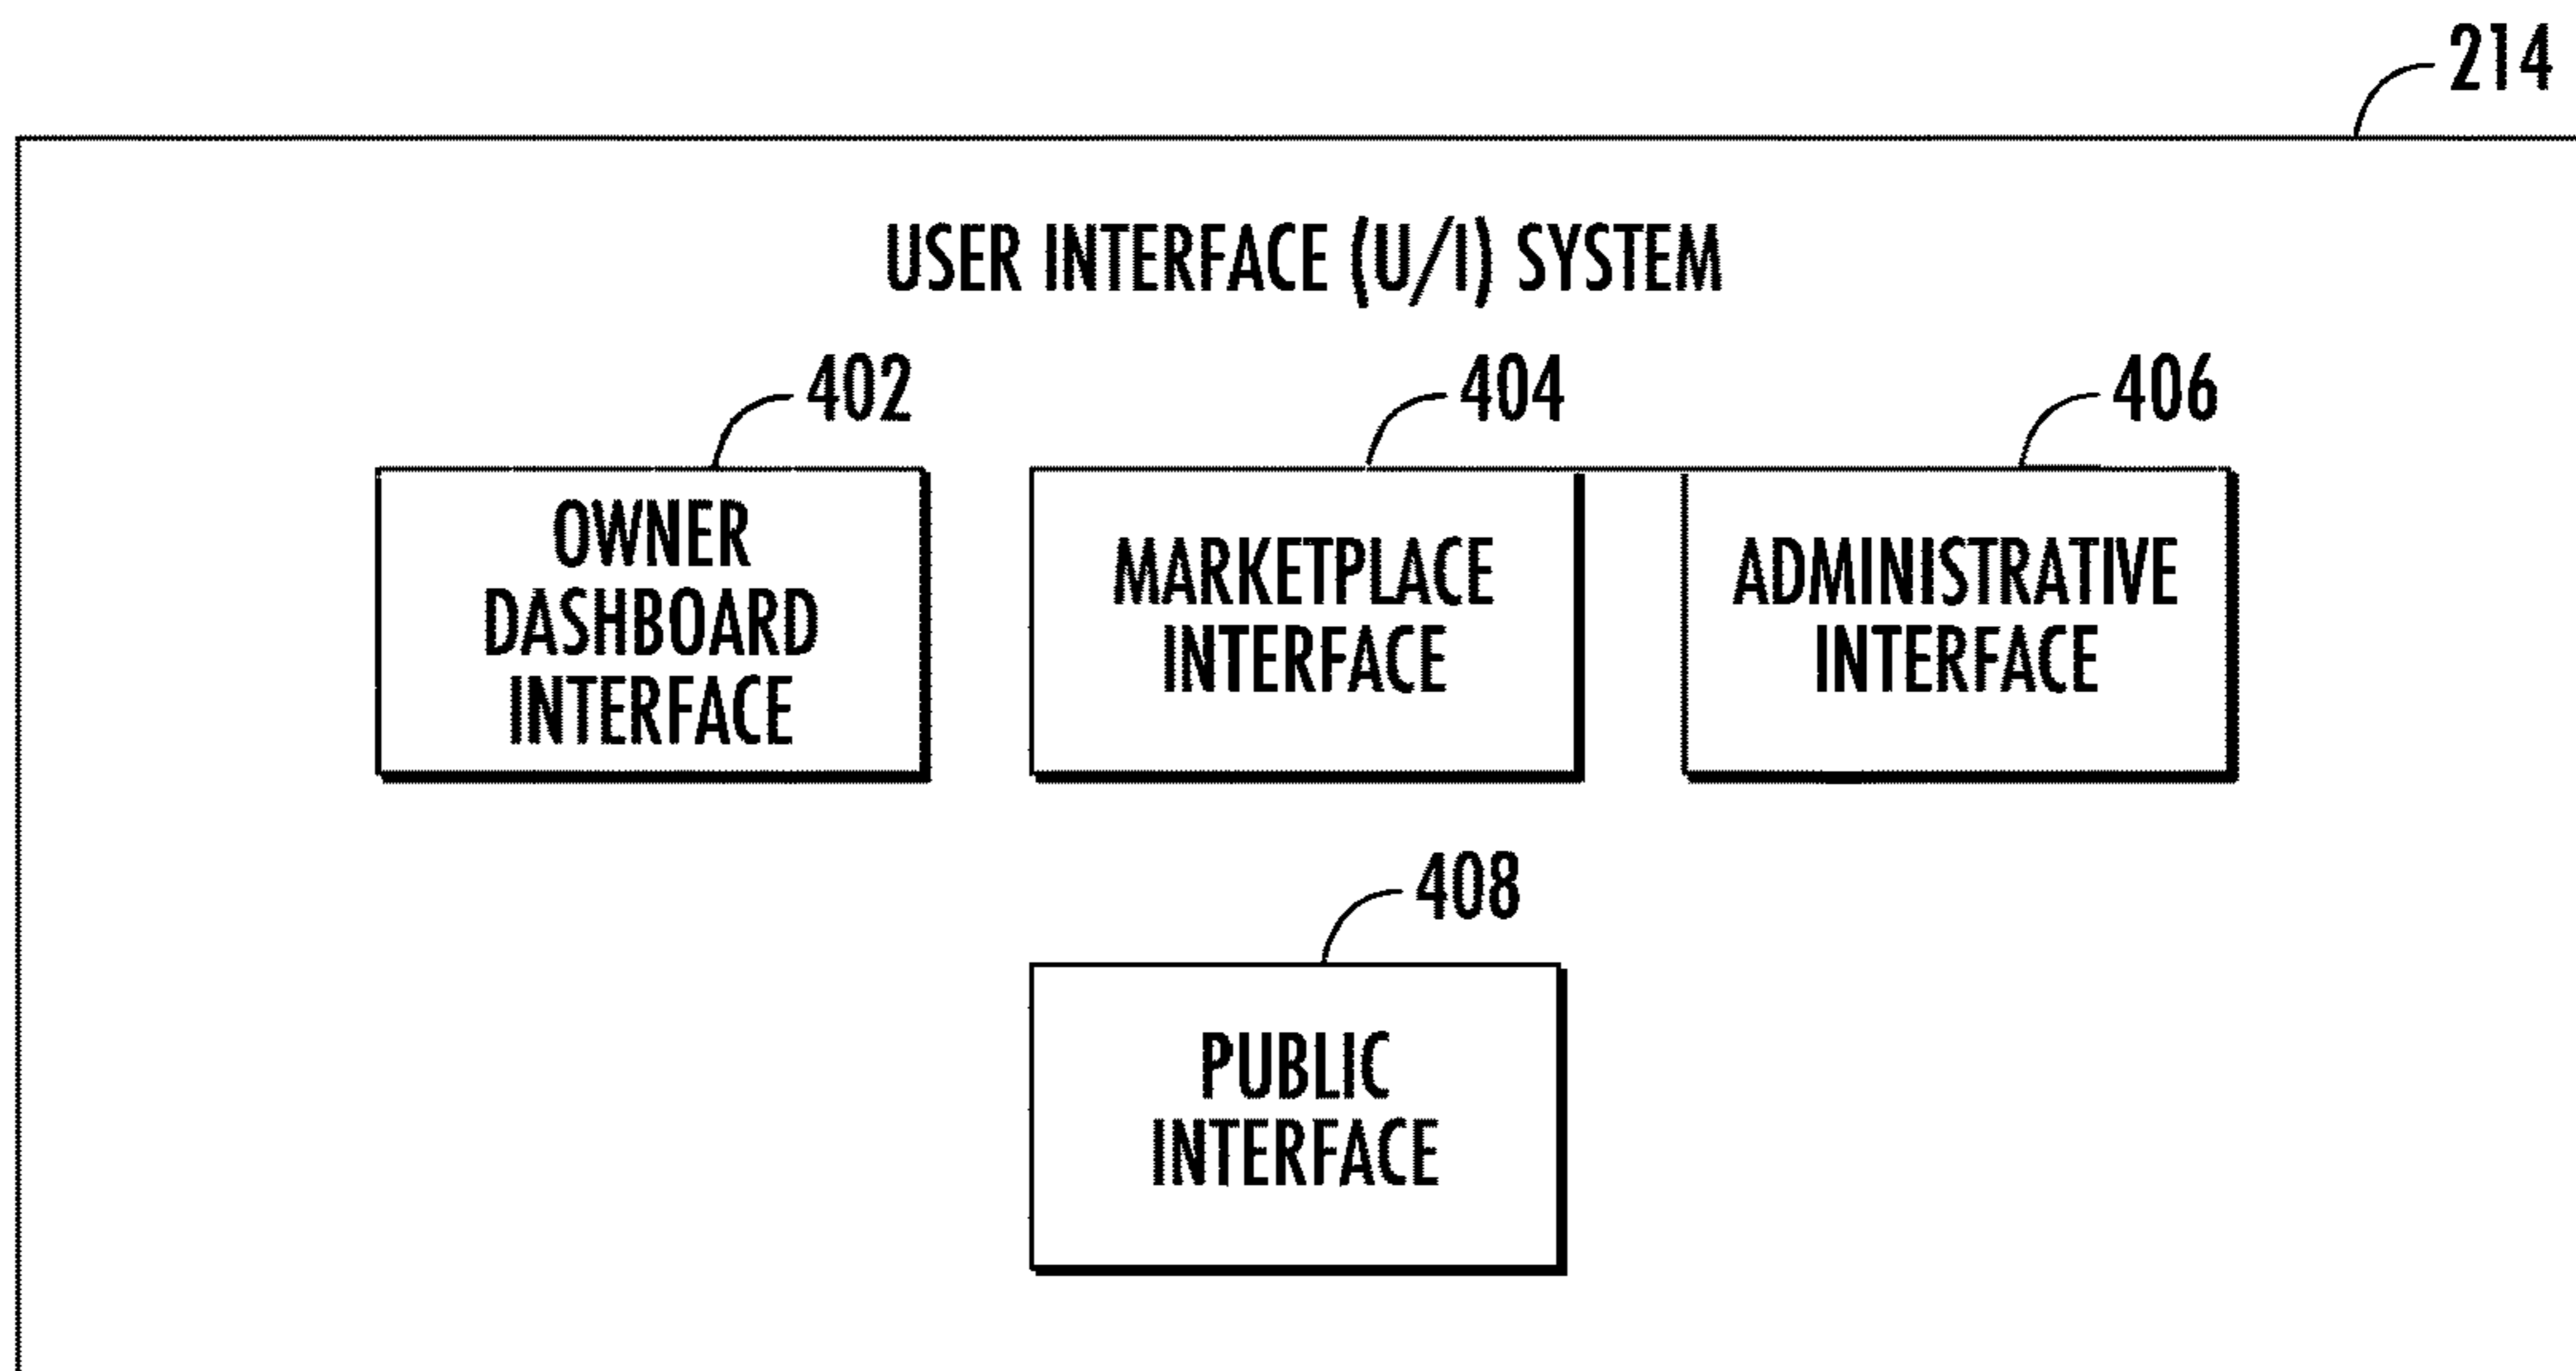 214
USER INTERFACE (U/I) SYSTEM
402
404
406
OWNER
DASHBOARD
INTERFACE
MARKETPLACE
INTERFACE
ADMINISTRATIVE
INTERFACE
408
PUBLIC
INTERFACE